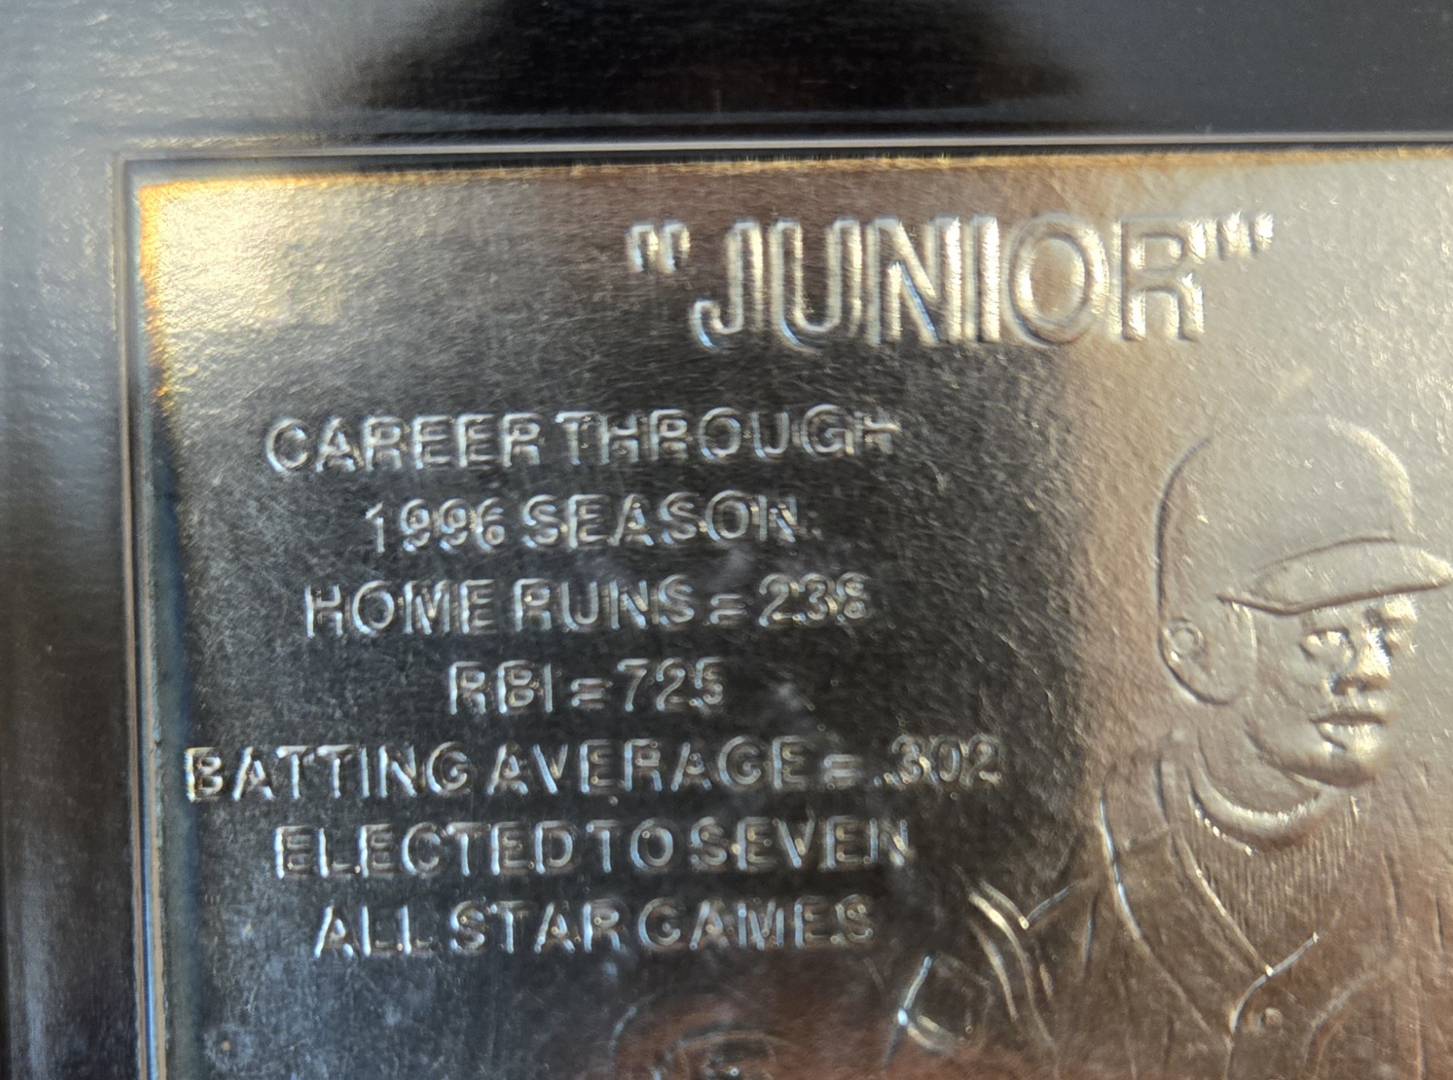 "JUNIOR"
CAREER THROUGH
1996 SEASON:
HOME RUNS = 238
RBI = 725
BATTING AVERAGE = .302
ELECTED TO SEVEN
ALL STAR GAMES